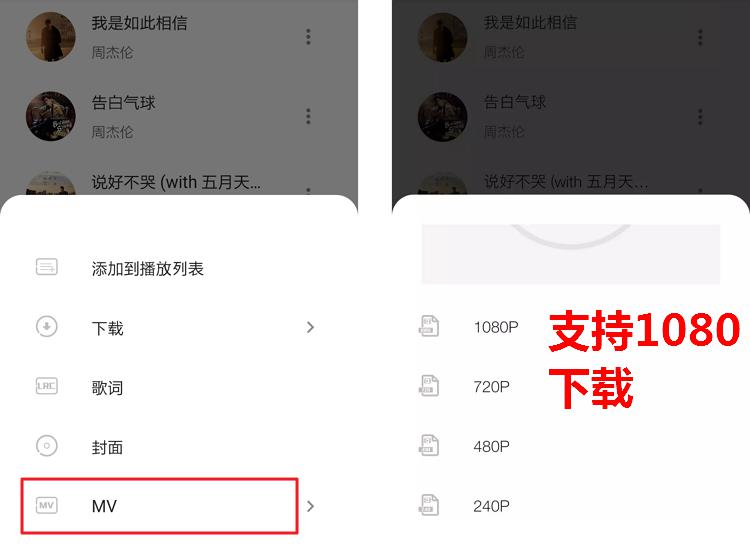 我是如此相信
周杰伦
告白气球
周杰伦
说好不哭 (with 五月天…
添加到播放列表
下载
LRC
歌词
封面
MV
MV
我是如此相信
周杰伦
告白气球
周杰伦
说好不哭 (with 五月天…
1080P
720P
480P
240P
支持1080
下载